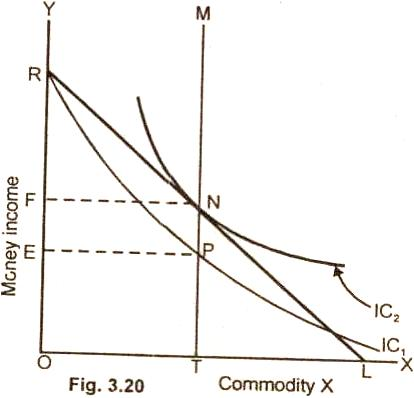 Y
M
R
Money income
F
N
E
P
IC2
IC1
O
T
L
X
Fig. 3.20
Commodity X